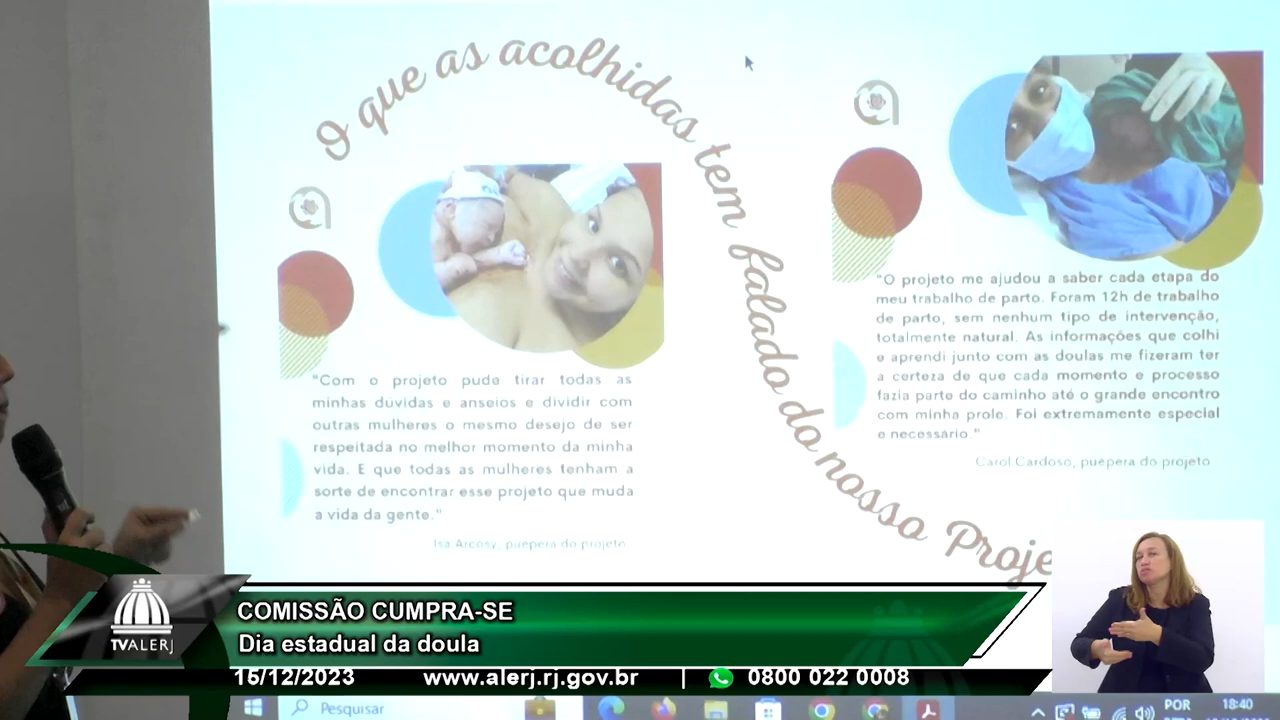 O que as acolhidas tem falado do nosso Proje
"Com o projeto pude tirar todas as
minhas duvidas e anseios e dividir com
outras mulheres o mesmo desejo de ser
respeitada no melhor momento da minha
vida. E que todas as mulheres tenham a
sorte de encontrar esse projeto que muda
a vida da gente."
Isa Arcosy, puépera do projeto
"O projeto me ajudou a saber cada etapa do
meu trabalho de parto. Foram 12h de trabalho
de parto, sem nenhum tipo de intervenção,
totalmente natural. As informações que colhi
e aprendi junto com as doulas me fizeram ter
a certeza de que cada momento e processo
fazia parte do caminho até o grande encontro
com minha prole. Foi extremamente especial
e necessário."
Carol Cardoso, puépera do projeto
TVALERJ
COMISSÃO CUMPRA-SE
Dia estadual da doula
15/12/2023 www.alerj.rj.gov.br | 0800 022 0008
Pesquisar
POR
18:40